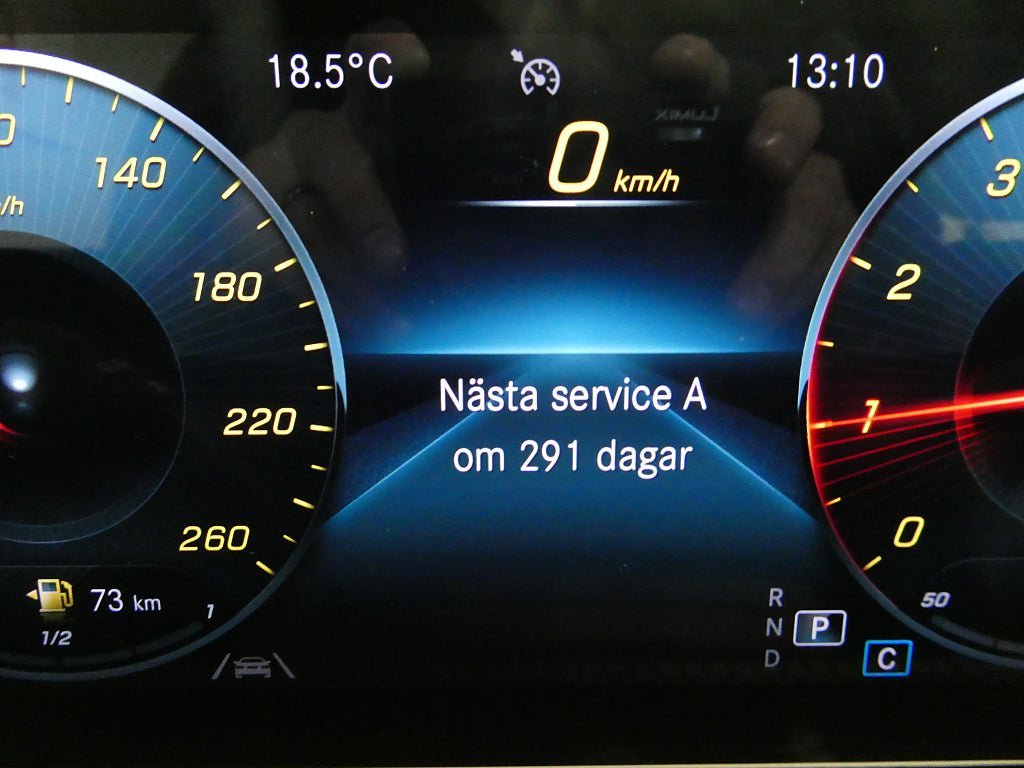 18.5°C
13:10
0 km/h
140
180
220
260
3
2
1
0
Nästa service A
om 291 dagar
73 km
1/2
1
50
R
N
P
D
C
LUMIX